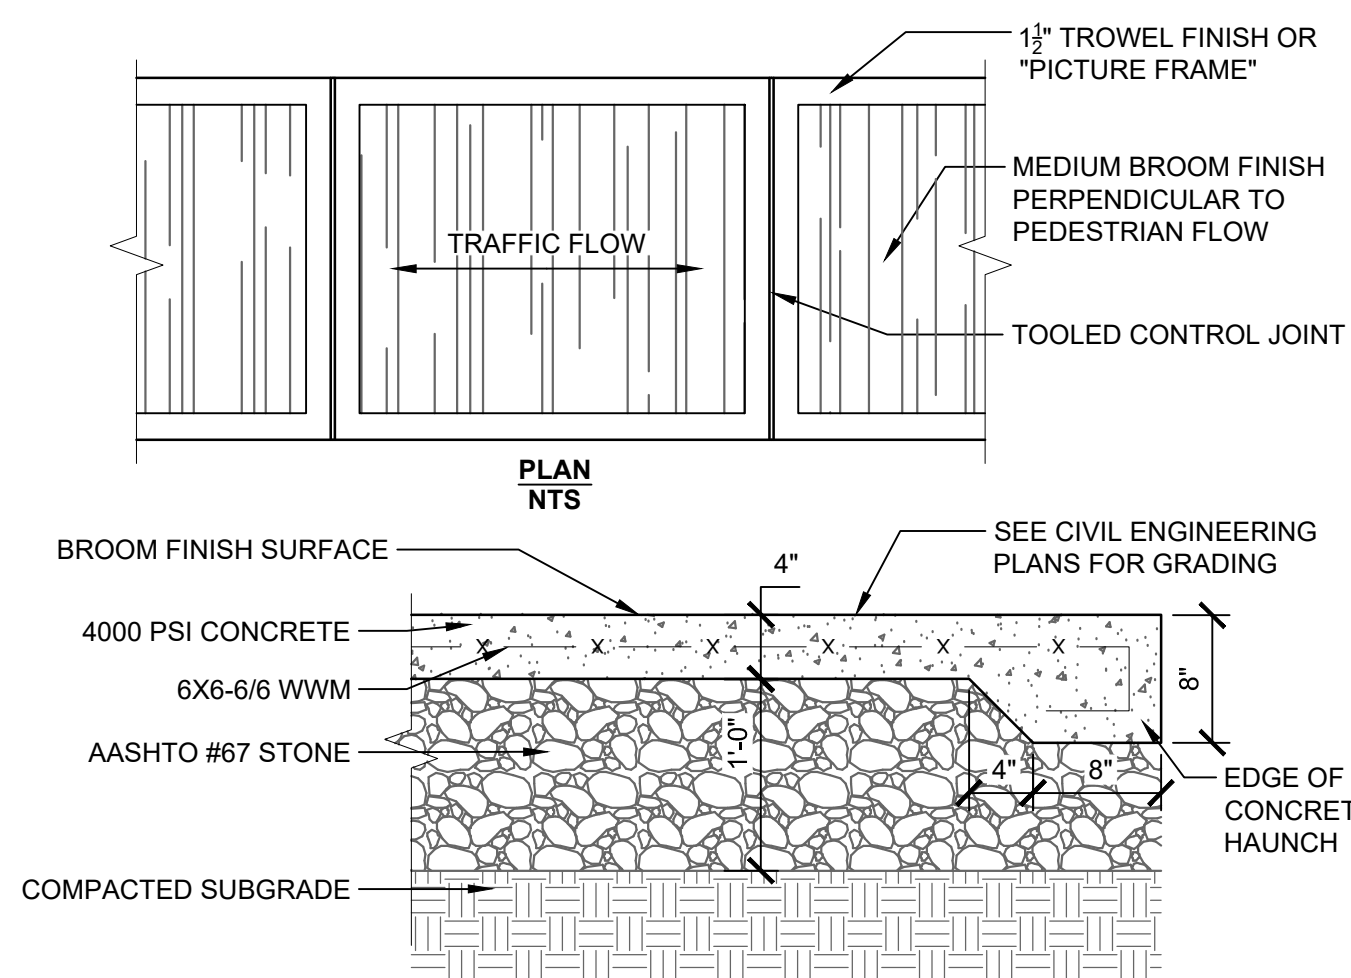 1½" TROWEL FINISH OR
"PICTURE FRAME"
MEDIUM BROOM FINISH
PERPENDICULAR TO
PEDESTRIAN FLOW
TRAFFIC FLOW
TOOLED CONTROL JOINT
PLAN
NTS
SEE CIVIL ENGINEERING
PLANS FOR GRADING
BROOM FINISH SURFACE
4"
4000 PSI CONCRETE
X X X X X X
6X6-6/6 WWM
8"
AASHTO #67 STONE
1'-0"
4" 8"
EDGE OF
CONCRET
HAUNCH
COMPACTED SUBGRADE